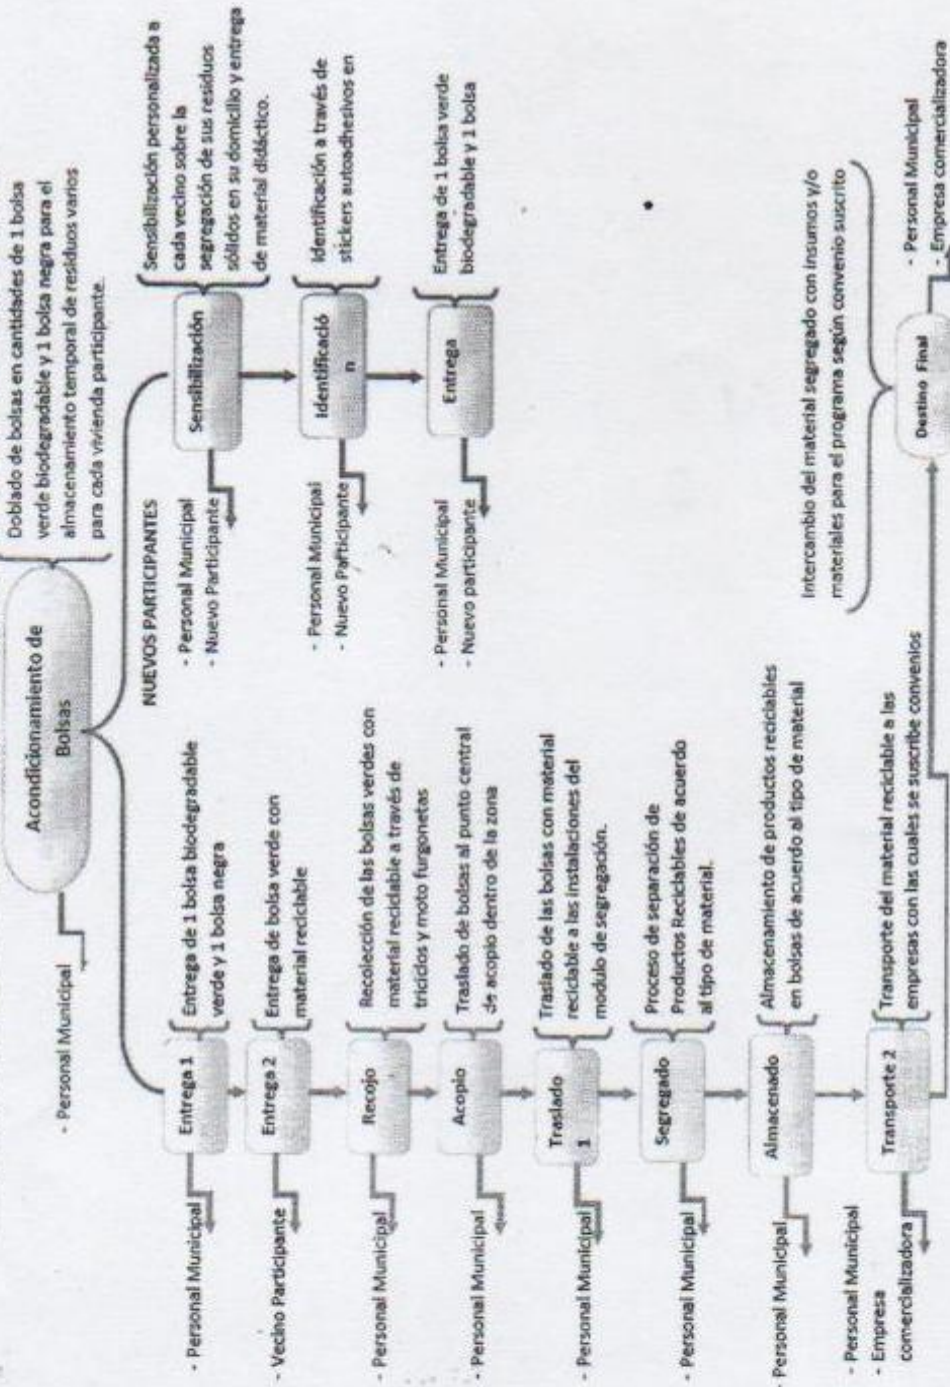 Acondicionamiento de
Bolsas
Doblado de bolsas en cantidades de 1 bolsa
verde biodegradable y 1 bolsa negra para el
almacenamiento temporal de residuos varios
para cada vivienda participante.
- Personal Municipal
Entrega 1
Entrega de 1 bolsa biodegradable
verde y 1 bolsa negra
- Personal Municipal
Entrega 2
Entrega de bolsa verde con
material reciclable
- Vecino Participante
Recojo
Recolección de las bolsas verdes con
material reciclable a través de
triciclos y moto furgonetas
- Personal Municipal
Acopio
Traslado de bolsas al punto central
de acopio dentro de la zona
- Personal Municipal
Traslado
1
Traslado de las bolsas con material
reciclable a las instalaciones del
modulo de segregación.
- Personal Municipal
Segregado
Proceso de separación de
Productos Reciclables de acuerdo
al tipo de material.
- Personal Municipal
Almacenado
Almacenamiento de productos reciclables
en bolsas de acuerdo al tipo de material
- Personal Municipal
Transporte 2
Transporte del material reciclable a las
empresas con las cuales se suscribe convenios
- Personal Municipal
- Empresa
comercializadora
NUEVOS PARTICIPANTES
Sensibilización
Sensibilización personalizada a
cada vecino sobre la
segregación de sus residuos
sólidos en su domicilio y entrega
de material didáctico.
- Personal Municipal
- Nuevo Participante
Identificació
n
Identificación a través de
stickers autoadhesivos en
- Personal Municipal
- Nuevo Participante
Entrega
Entrega de 1 bolsa verde
biodegradable y 1 bolsa
- Personal Municipal
- Nuevo participante
Intercambio del material segregado con insumos y/o
materiales para el programa según convenio suscrito
Destino Final
- Personal Municipal
- Empresa comercializadora